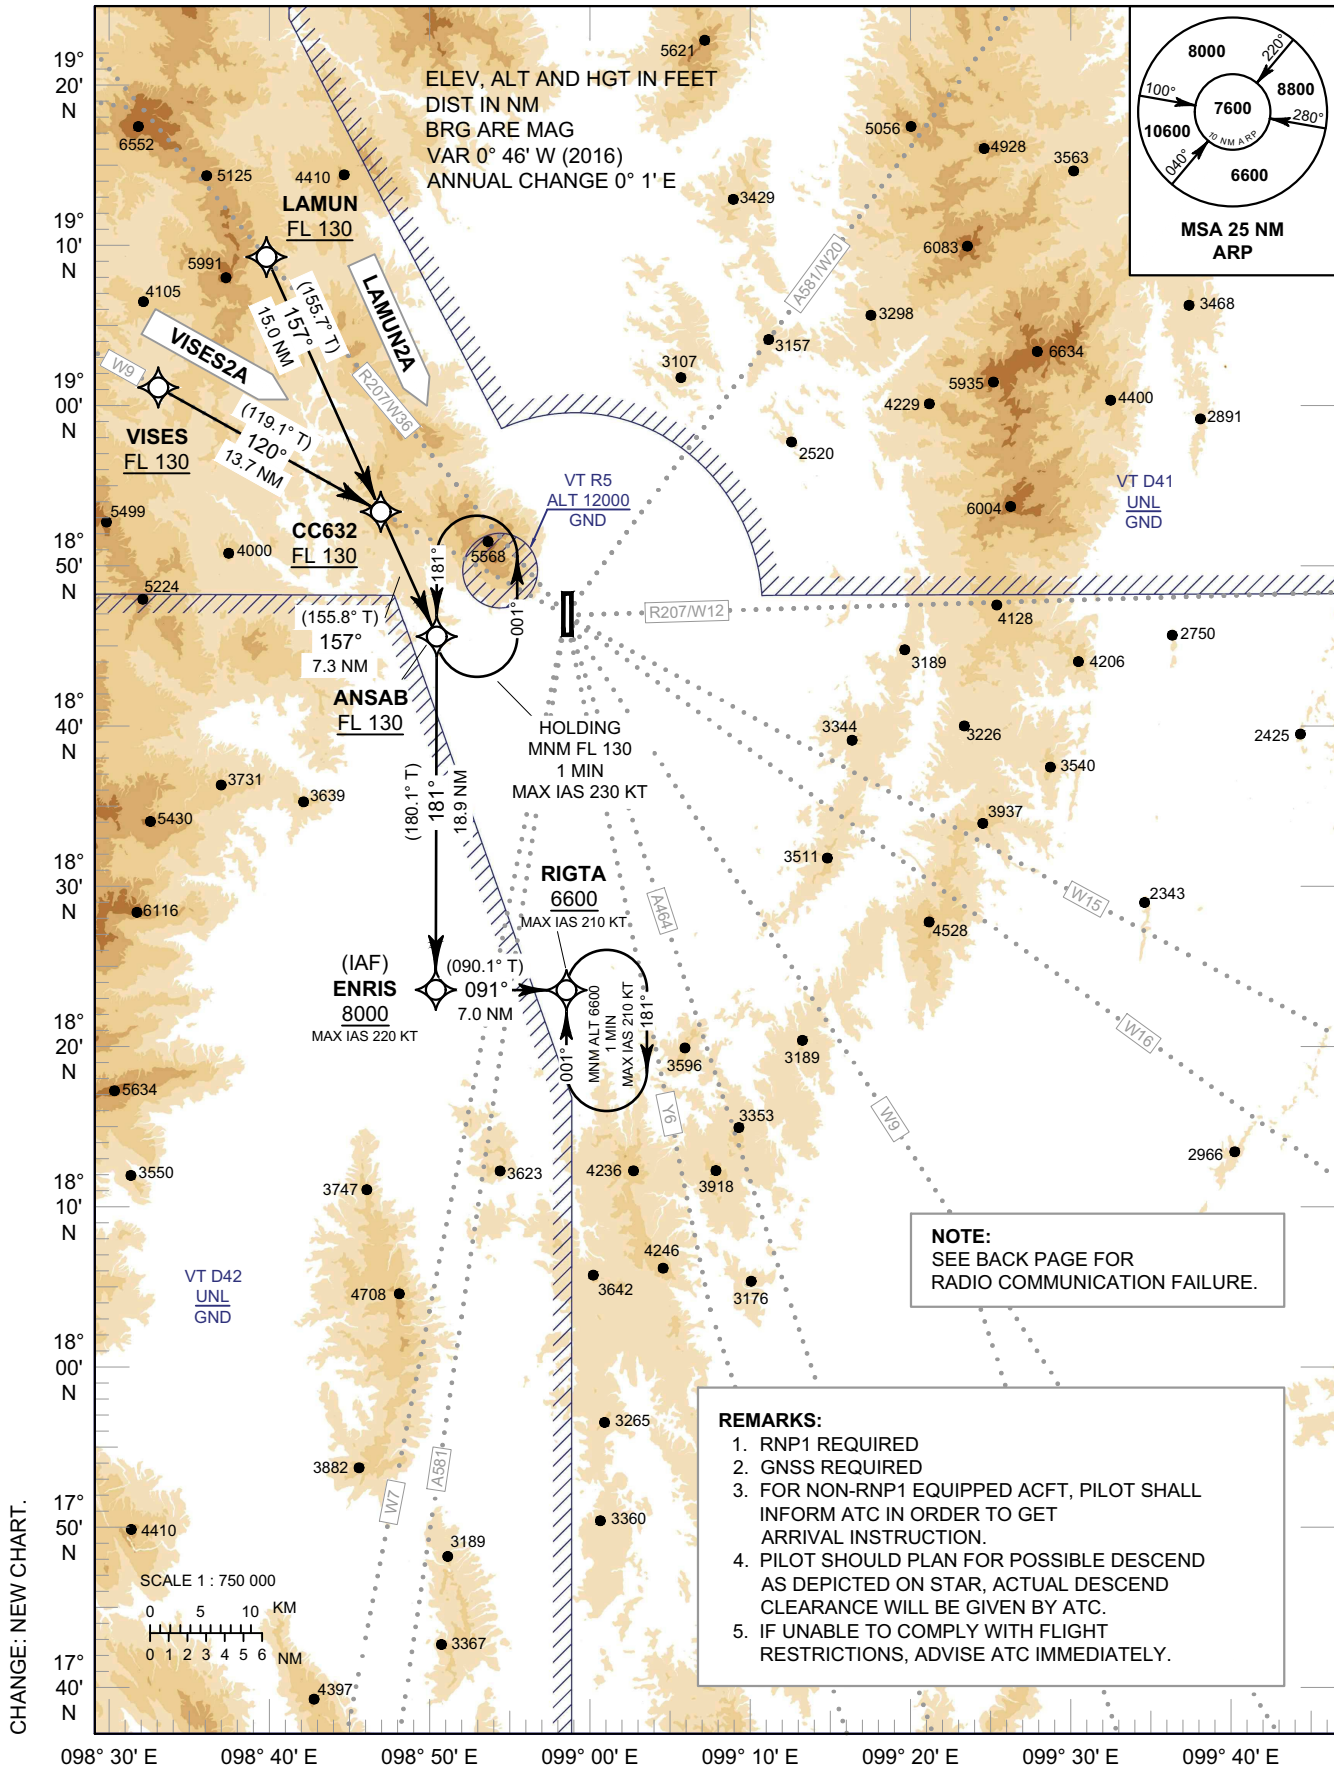 ELEV, ALT AND HGT IN FEET
DIST IN NM
BRG ARE MAG
VAR 0° 46' W (2016)
ANNUAL CHANGE 0° 1' E
8000
220°
8800
280°
100°
7600
10 NM ARP
10600
040°
6600
MSA 25 NM
ARP
19°
20'
N
19°
10'
N
19°
00'
N
18°
50'
N
18°
40'
N
18°
30'
N
18°
20'
N
18°
10'
N
18°
00'
N
17°
50'
N
17°
40'
N
5621
6552
5125
4410
LAMUN
FL 130
5991
4105
(155.7° T)
157°
15.0 NM
LAMUN2A
VISES2A
W9
R207/W36
VISES
FL 130
(119.1° T)
120°
13.7 NM
CC632
FL 130
5499
4000
5224
5056
4928
3563
3429
6083
A581/W20
3298
3157
3107
3468
6634
5935
4229
4400
2891
2520
VT R5
ALT 12000
GND
VT D41
UNL
GND
6004
5568
181°
001°
(155.8° T)
157°
7.3 NM
ANSAB
FL 130
R207/W12
4128
2750
3189
4206
HOLDING
MNM FL 130
1 MIN
MAX IAS 230 KT
3344
3226
2425
3540
3731
3639
5430
(180.1° T)
181°
18.9 NM
3937
3511
RIGTA
6600
MAX IAS 210 KT
A464
W15
2343
6116
4528
(IAF)
ENRIS
8000
MAX IAS 220 KT
(090.1° T)
091°
7.0 NM
001°
MNM ALT 6600
1 MIN
MAX IAS 210 KT
181°
W16
3596
3189
5634
Y6
3353
W9
2966
3550
3747
3623
4236
3918
4246
3642
3176
VT D42
UNL
GND
4708
NOTE:
SEE BACK PAGE FOR
RADIO COMMUNICATION FAILURE.
3265
3882
A581
W7
3360
4410
3189
3367
4397
REMARKS:
1. RNP1 REQUIRED
2. GNSS REQUIRED
3. FOR NON-RNP1 EQUIPPED ACFT, PILOT SHALL
INFORM ATC IN ORDER TO GET
ARRIVAL INSTRUCTION.
4. PILOT SHOULD PLAN FOR POSSIBLE DESCEND
AS DEPICTED ON STAR, ACTUAL DESCEND
CLEARANCE WILL BE GIVEN BY ATC.
5. IF UNABLE TO COMPLY WITH FLIGHT
RESTRICTIONS, ADVISE ATC IMMEDIATELY.
SCALE 1 : 750 000
0 5 10 KM
0 1 2 3 4 5 6 NM
CHANGE: NEW CHART.
098° 30' E 098° 40' E 098° 50' E 099° 00' E 099° 10' E 099° 20' E 099° 30' E 099° 40' E